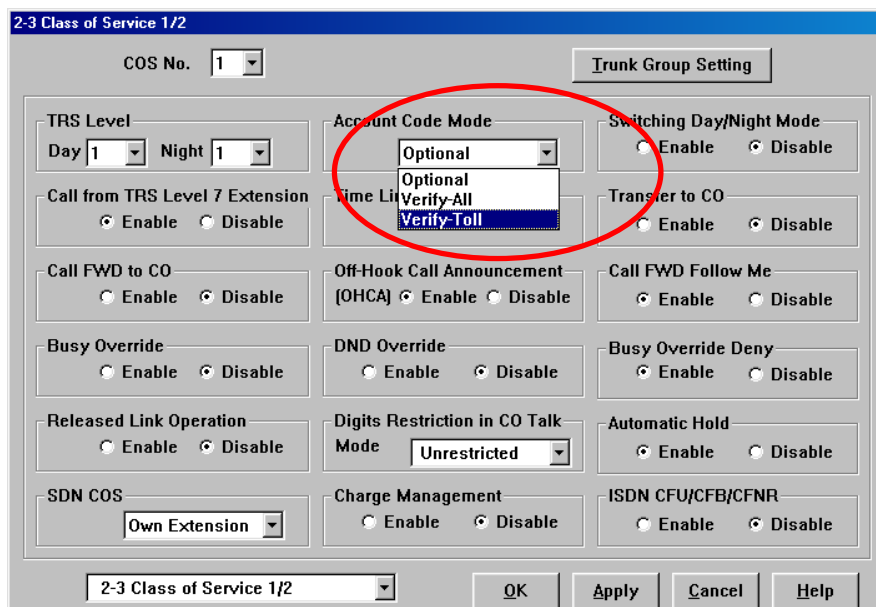 2-3 Class of Service 1/2
COS No. 1
Trunk Group Setting
TRS Level
Day 1 Night 1
Account Code Mode
Optional
Optional
Verify-All
Verify-Toll
Switching Day/Night Mode
Enable Disable
Call from TRS Level 7 Extension
Enable Disable
Time Li
Transfer to CO
Enable Disable
Call FWD to CO
Enable Disable
Off-Hook Call Announcement
(OHCA) Enable Disable
Call FWD Follow Me
Enable Disable
Busy Override
Enable Disable
DND Override
Enable Disable
Busy Override Deny
Enable Disable
Released Link Operation
Enable Disable
Digits Restriction in CO Talk
Mode Unrestricted
Automatic Hold
Enable Disable
SDN COS
Own Extension
Charge Management
Enable Disable
ISDN CFU/CFB/CFNR
Enable Disable
2-3 Class of Service 1/2
OK Apply Cancel Help